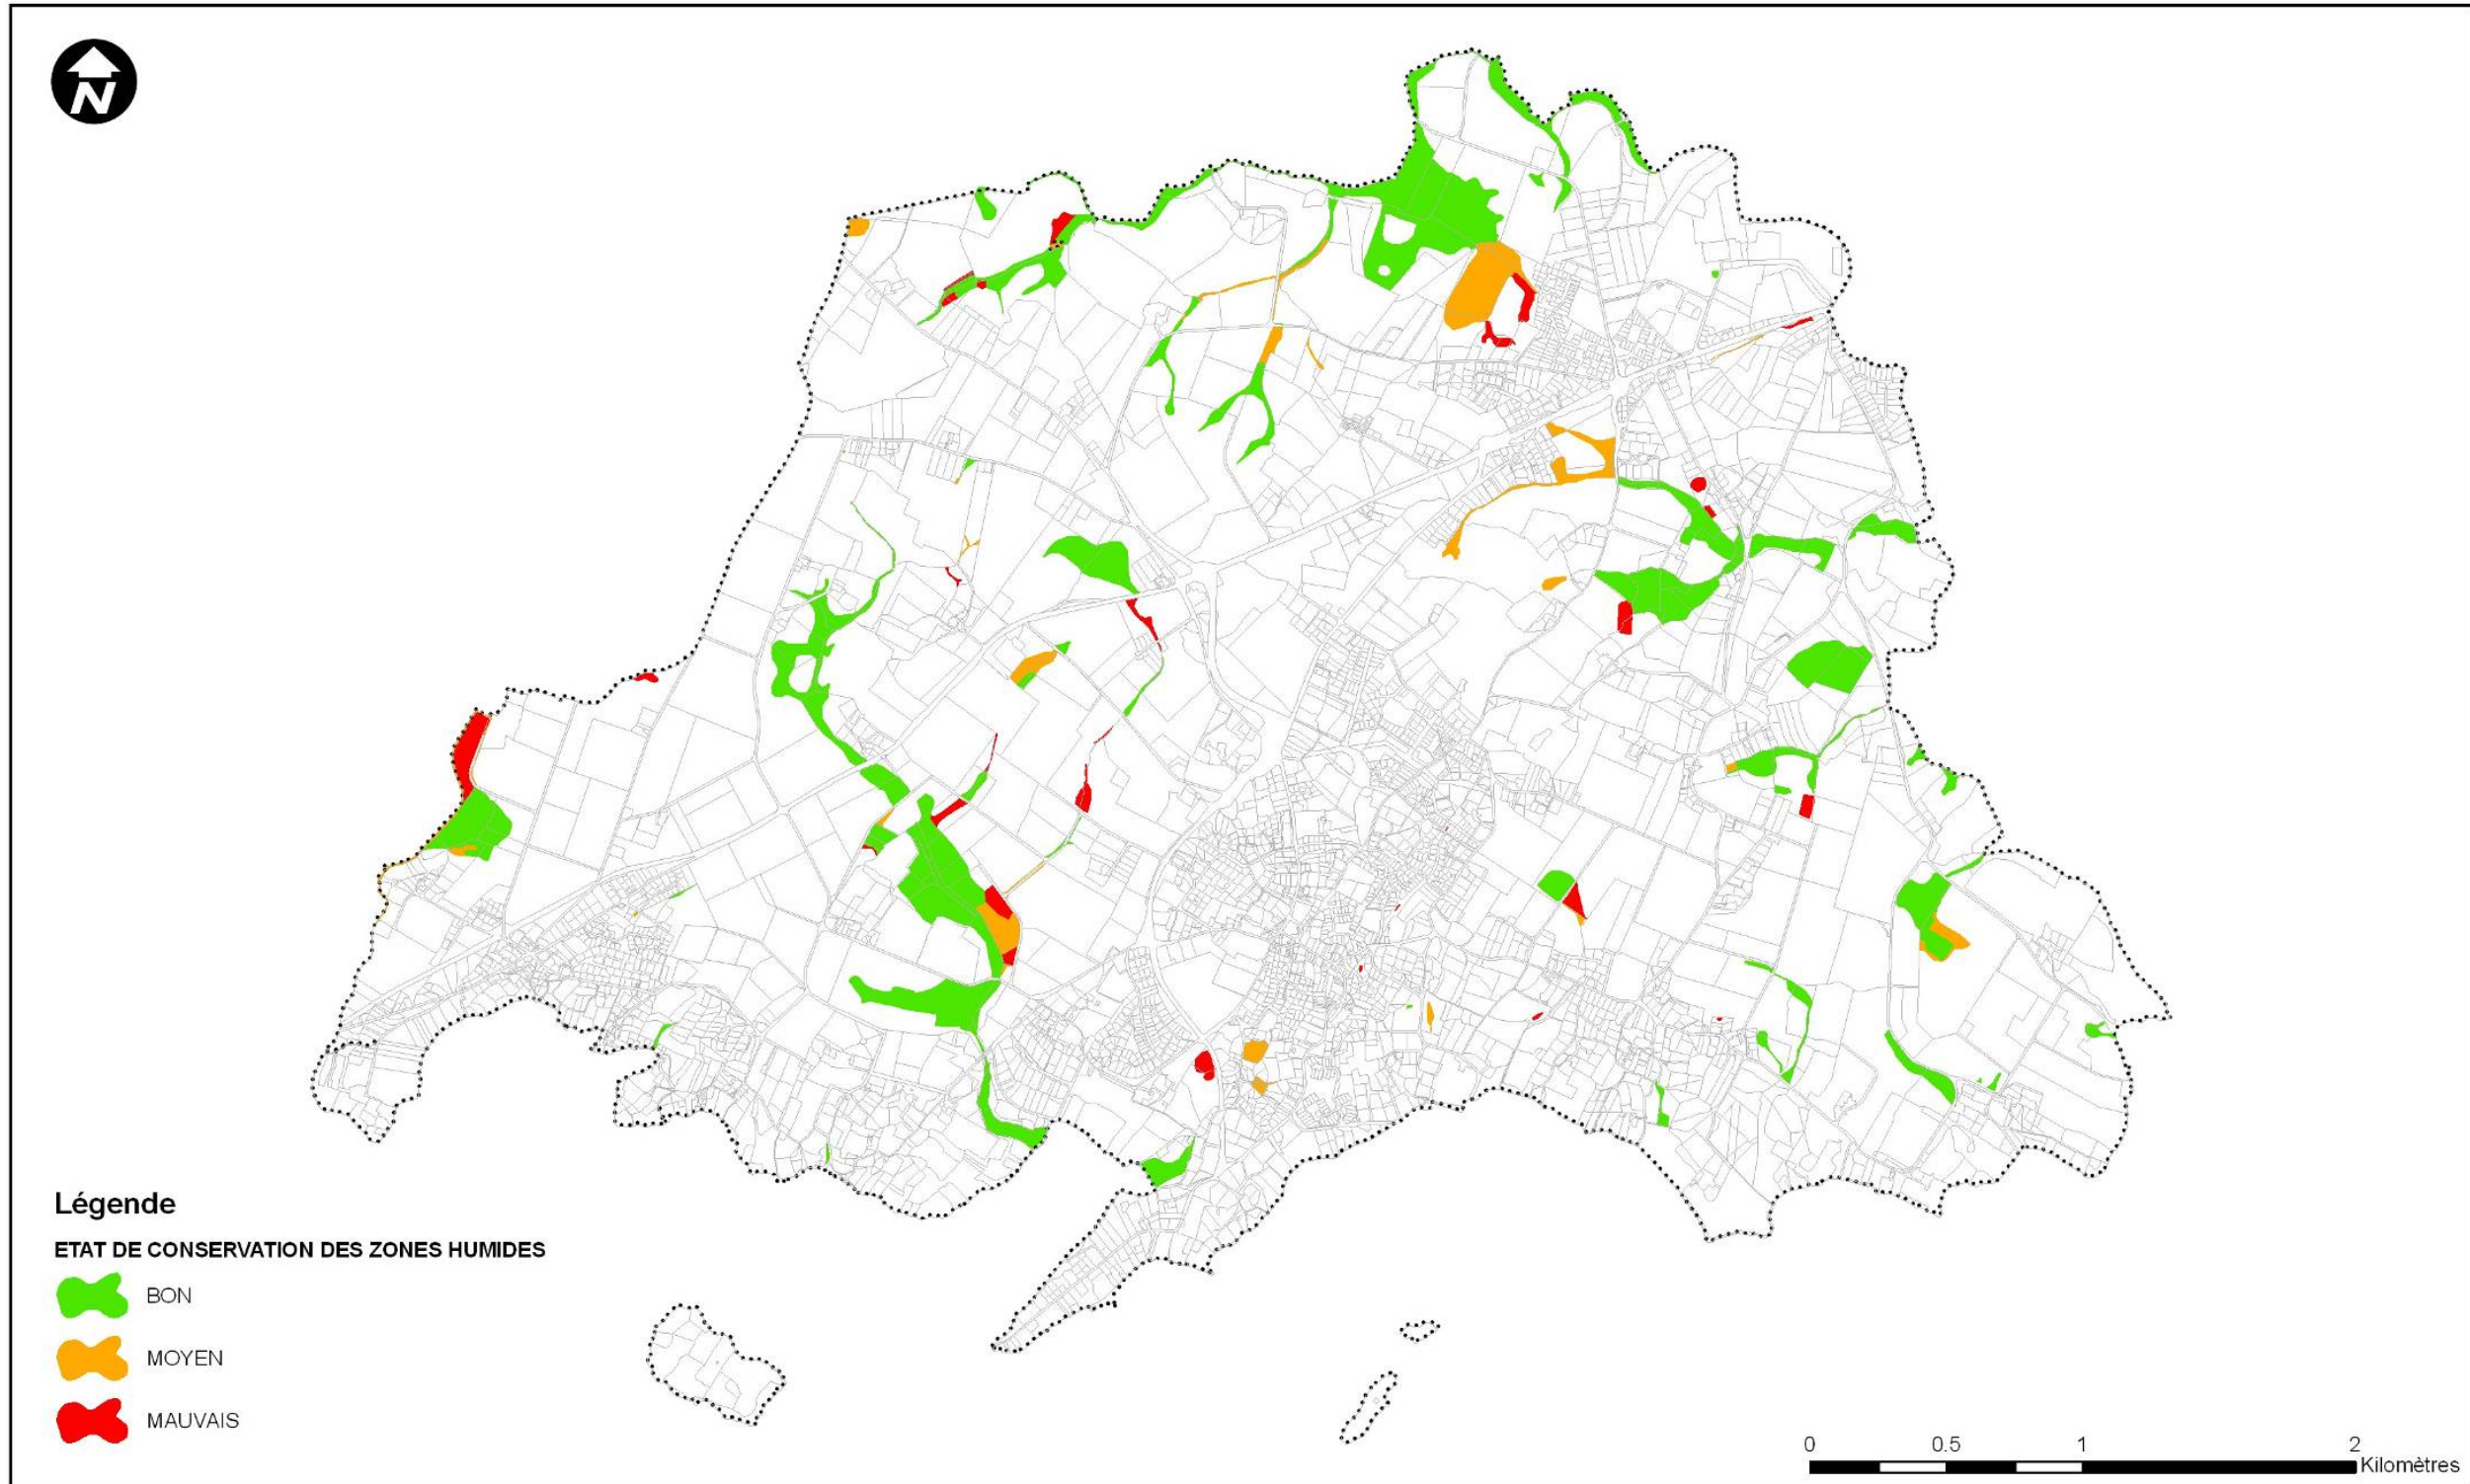 N
Légende
ETAT DE CONSERVATION DES ZONES HUMIDES
BON
MOYEN
MAUVAIS
0 0.5 1 2
Kilomètres